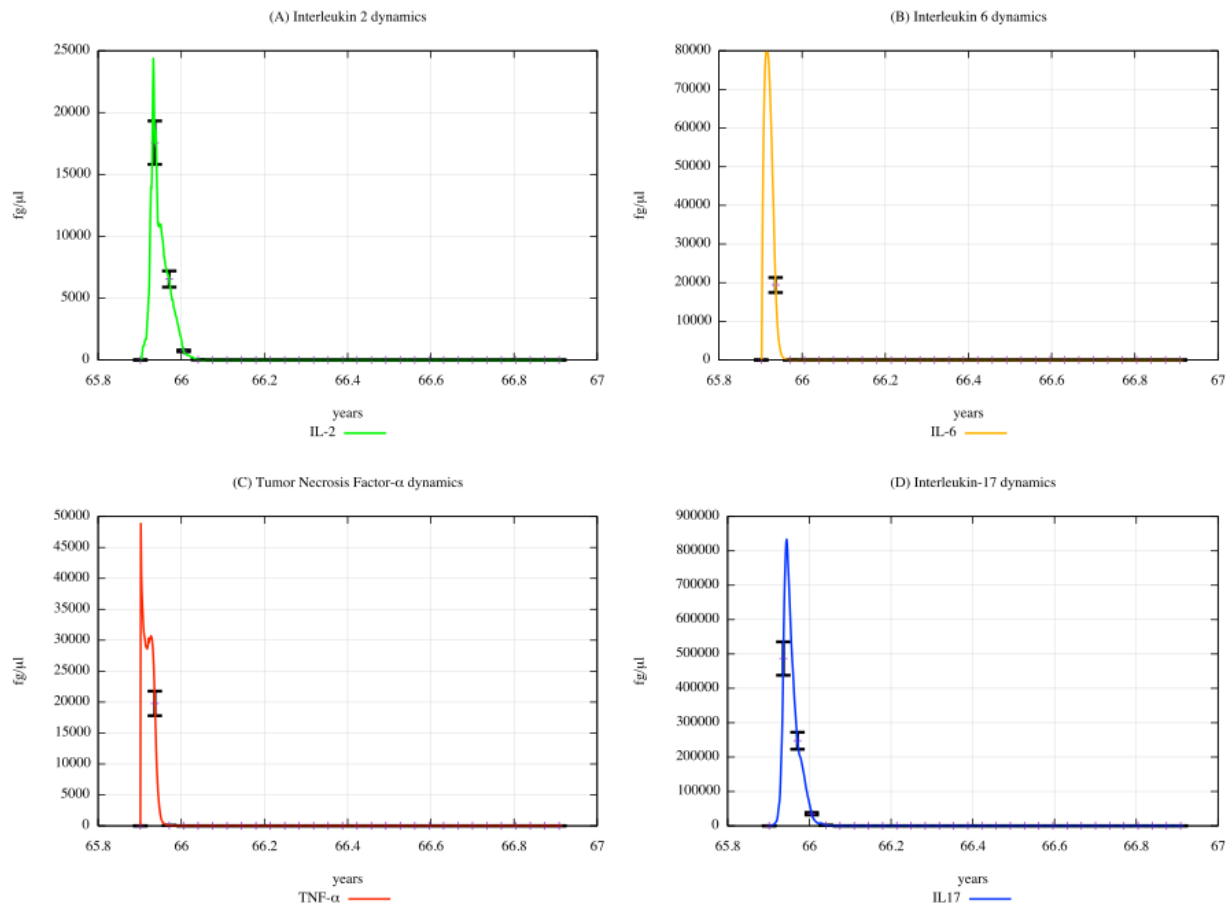 (A) Interleukin 2 dynamics
25000
20000
15000
10000
5000
0
fg/µl
65.8 66 66.2 66.4 66.6 66.8 67
years
IL-2
(B) Interleukin 6 dynamics
80000
70000
60000
50000
40000
30000
20000
10000
0
fg/µl
65.8 66 66.2 66.4 66.6 66.8 67
years
IL-6
(C) Tumor Necrosis Factor-α dynamics
50000
45000
40000
35000
30000
25000
20000
15000
10000
5000
0
fg/µl
65.8 66 66.2 66.4 66.6 66.8 67
years
TNF-α
(D) Interleukin-17 dynamics
900000
800000
700000
600000
500000
400000
300000
200000
100000
0
fg/µl
65.8 66 66.2 66.4 66.6 66.8 67
years
IL17